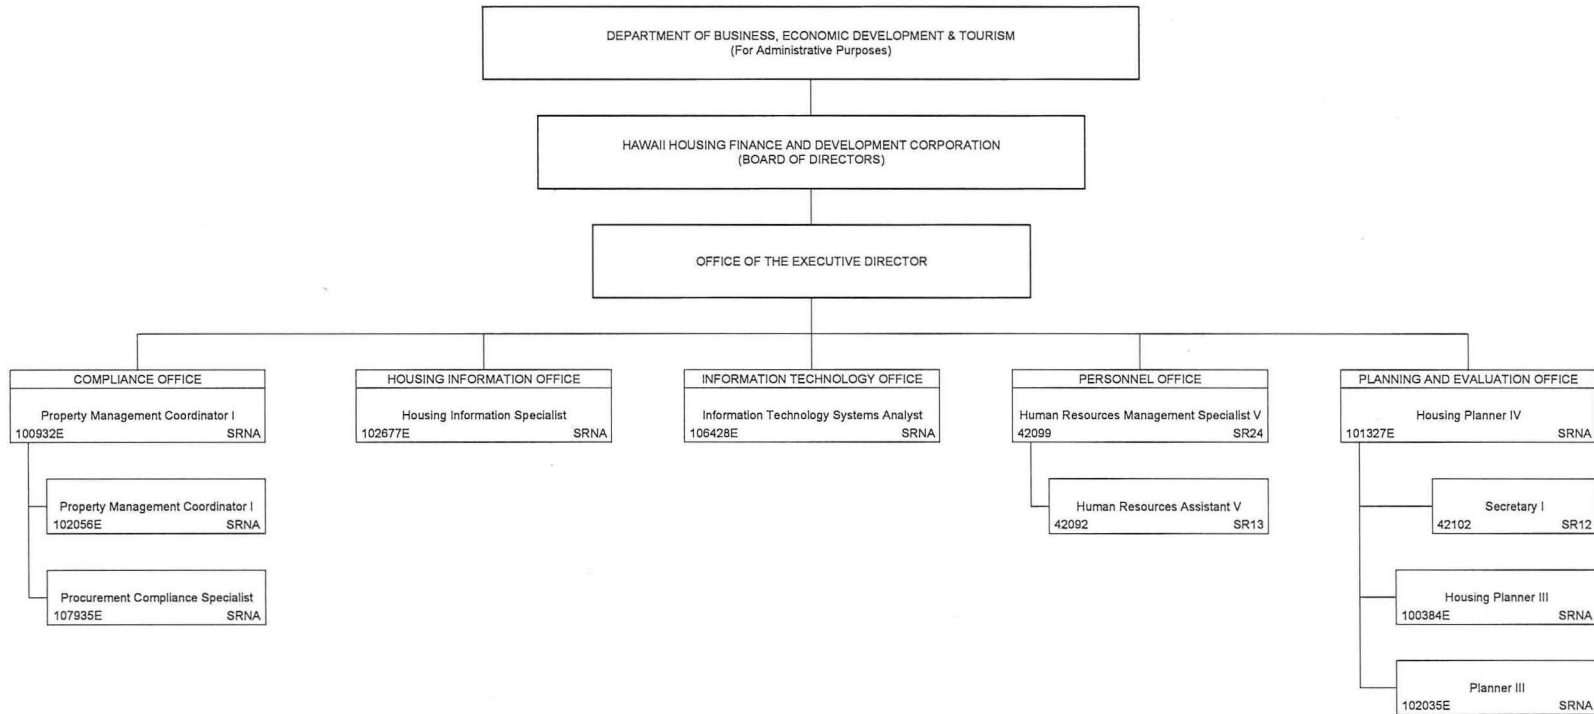 DEPARTMENT OF BUSINESS, ECONOMIC DEVELOPMENT & TOURISM
(For Administrative Purposes)
HAWAII HOUSING FINANCE AND DEVELOPMENT CORPORATION
(BOARD OF DIRECTORS)
OFFICE OF THE EXECUTIVE DIRECTOR
COMPLIANCE OFFICE
Property Management Coordinator I
100932E SRNA
Property Management Coordinator I
102056E SRNA
Procurement Compliance Specialist
107935E SRNA
HOUSING INFORMATION OFFICE
Housing Information Specialist
102677E SRNA
INFORMATION TECHNOLOGY OFFICE
Information Technology Systems Analyst
106428E SRNA
PERSONNEL OFFICE
Human Resources Management Specialist V
42099 SR24
Human Resources Assistant V
42092 SR13
PLANNING AND EVALUATION OFFICE
Housing Planner IV
101327E SRNA
Secretary I
42102 SR12
Housing Planner III
100384E SRNA
Planner III
102035E SRNA